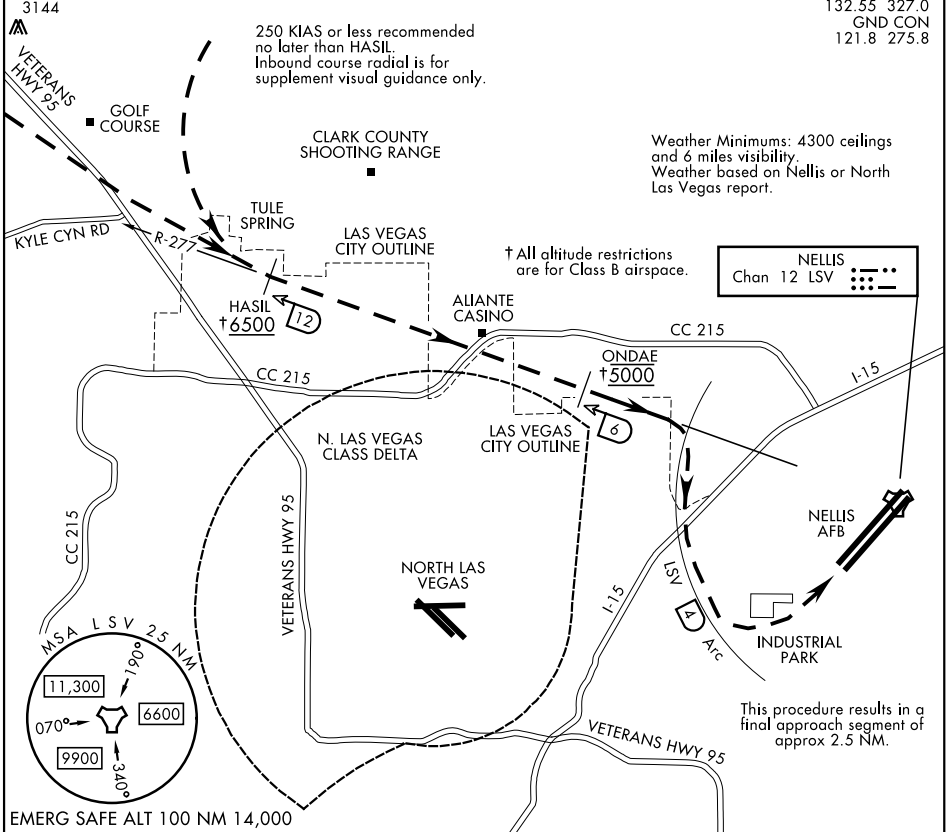 3144
132.55 327.0
GND CON
121.8 275.8
250 KIAS or less recommended
no later than HASIL.
Inbound course radial is for
supplement visual guidance only.
VETERANS
HWY 95
GOLF
COURSE
CLARK COUNTY
SHOOTING RANGE
Weather Minimums: 4300 ceilings
and 6 miles visibility.
Weather based on Nellis or North
Las Vegas report.
TULE
SPRING
KYLE CYN RD
R-277
LAS VEGAS
CITY OUTLINE
† All altitude restrictions
are for Class B airspace.
NELLIS
Chan 12 LSV
HASIL
†6500
12
ALIANTE
CASINO
CC 215
ONDAE
†5000
I-15
CC 215
6
N. LAS VEGAS
CLASS DELTA
LAS VEGAS
CITY OUTLINE
NELLIS
AFB
CC 215
VETERANS HWY 95
NORTH LAS
VEGAS
I-15
LSV 4 Arc
INDUSTRIAL
PARK
MSA LSV 25 NM
190°
11,300
070°
6600
9900
340°
This procedure results in a
final approach segment of
approx 2.5 NM.
VETERANS HWY 95
EMERG SAFE ALT 100 NM 14,000